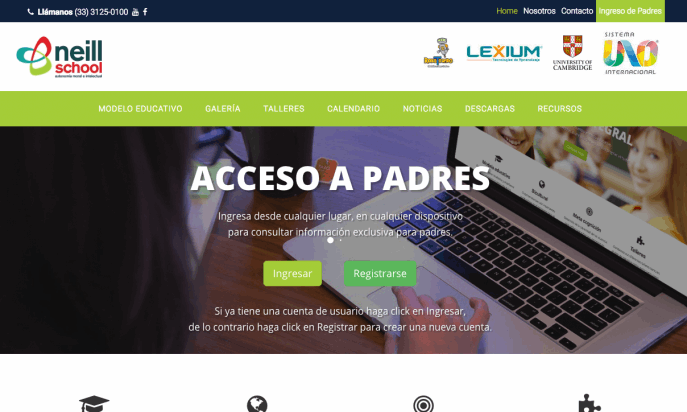 Llámanos (33) 3125-0100
Home Nosotros Contacto Ingreso de Padres
neill
school
LEXIUM
UNIVERSITY OF
CAMBRIDGE
SISTEMA
UNO
INTERNACIONAL
MODELO EDUCATIVO GALERÍA TALLERES CALENDARIO NOTICIAS DESCARGAS RECURSOS
ACCESO A PADRES
Ingresa desde cualquier lugar, en cualquier dispositivo
para consultar información exclusiva para padres.
Ingresar Registrarse
Si ya tiene una cuenta de usuario haga click en Ingresar,
de lo contrario haga click en Registrar para crear una nueva cuenta.